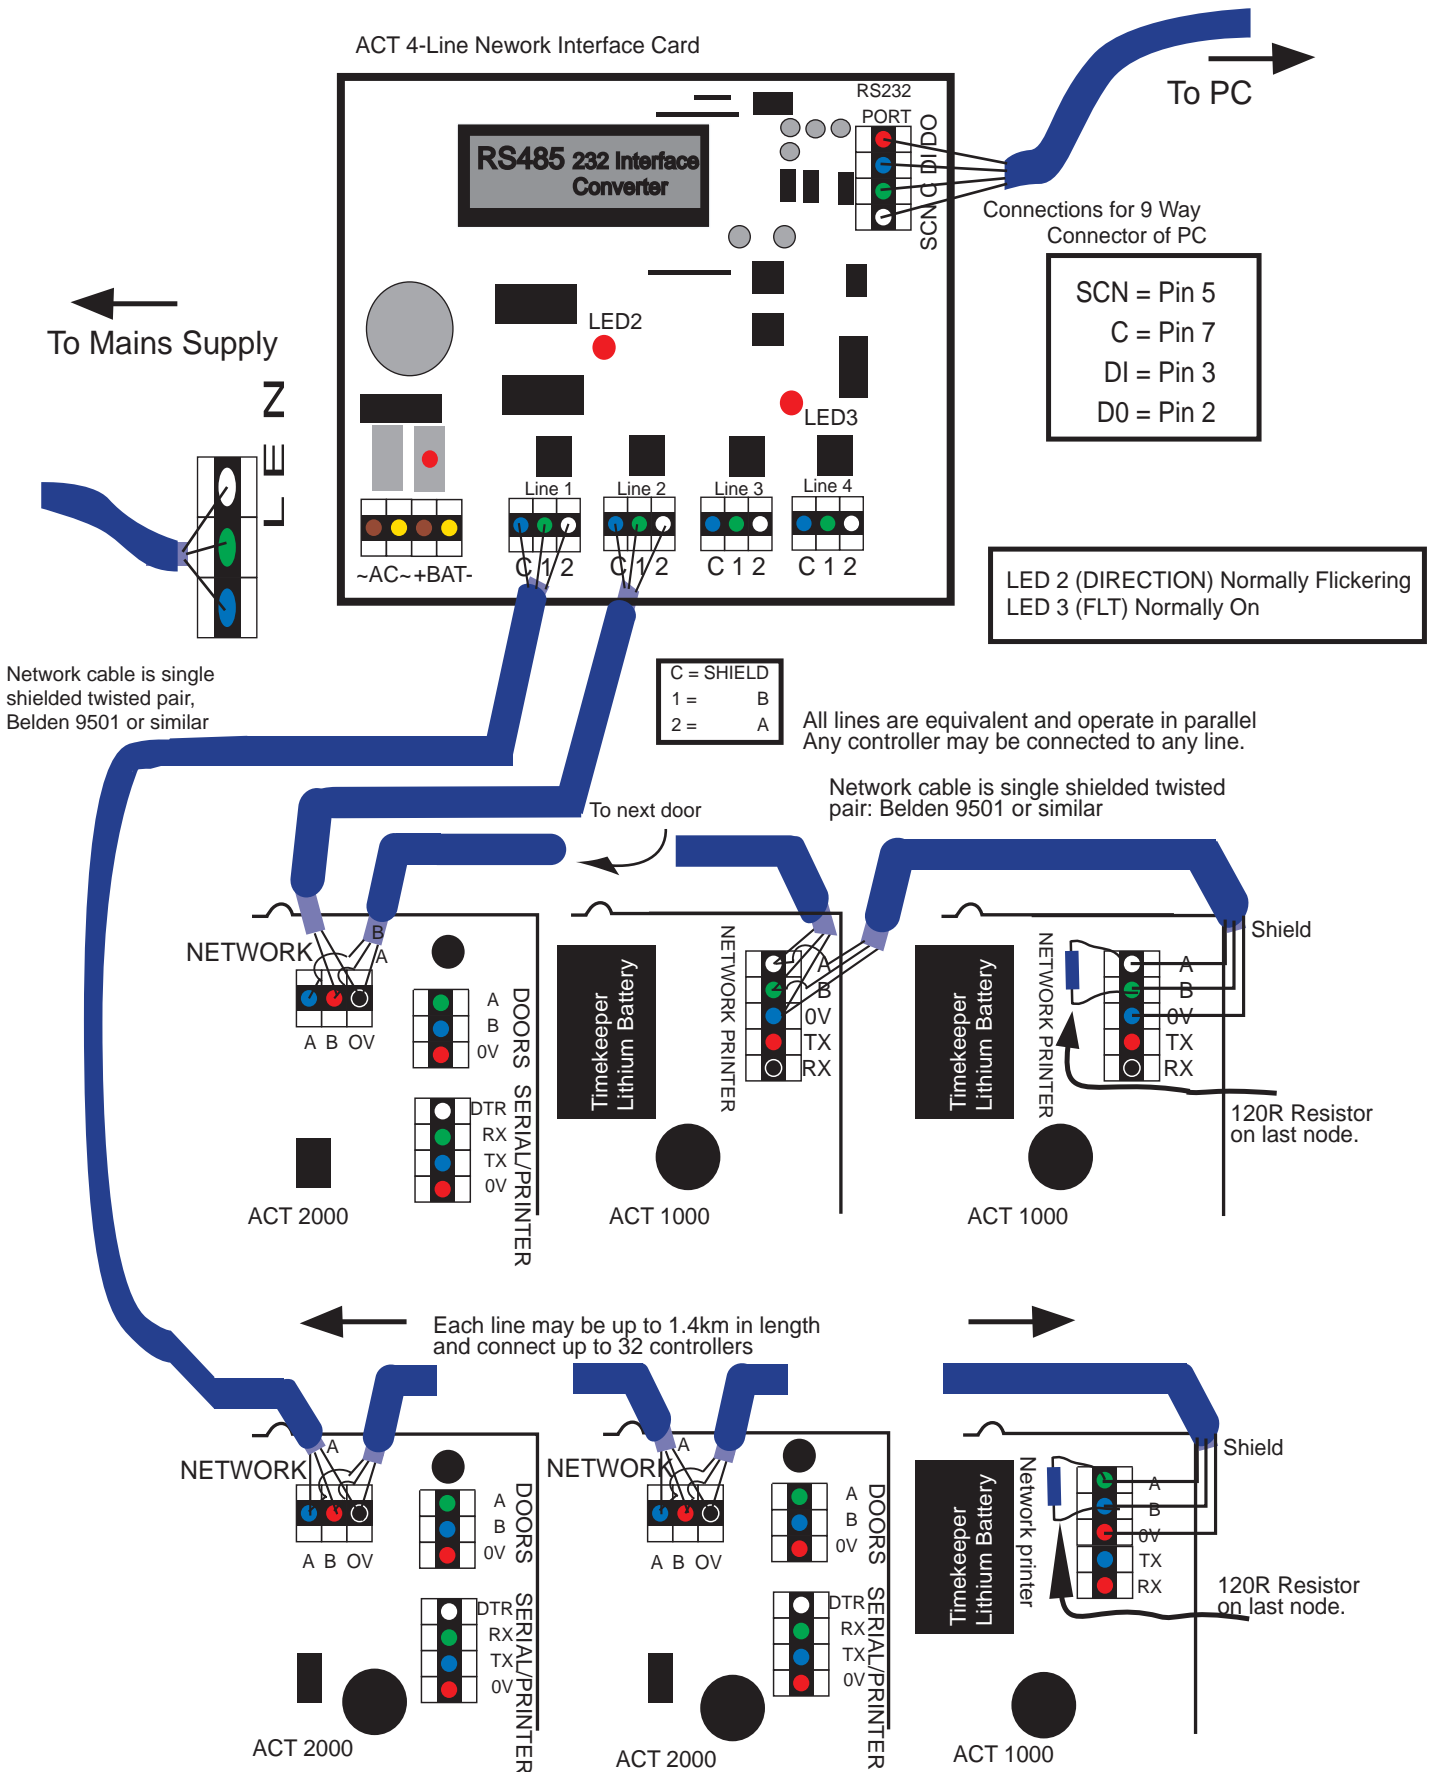 ACT 4-Line Nework Interface Card
To PC
RS232
PORT
SCN C DI DO
RS485 232 Interface
Converter
Connections for 9 Way
Connector of PC
SCN = Pin 5
C = Pin 7
DI = Pin 3
D0 = Pin 2
To Mains Supply
L E N
LED2
LED3
Line 1
Line 2
Line 3
Line 4
~AC~+BAT-
C 1 2
C 1 2
C 1 2
C 1 2
LED 2 (DIRECTION) Normally Flickering
LED 3 (FLT) Normally On
Network cable is single
shielded twisted pair,
Belden 9501 or similar
C = SHIELD
1 = B
2 = A
All lines are equivalent and operate in parallel
Any controller may be connected to any line.
Network cable is single shielded twisted
pair: Belden 9501 or similar
To next door
NETWORK
B
A
A B OV
A
B
0V
DOORS
DTR
RX
TX
0V
SERIAL/PRINTER
ACT 2000
Timekeeper
Lithium Battery
NETWORK PRINTER
A
B
0V
TX
RX
ACT 1000
Timekeeper
Lithium Battery
NETWORK PRINTER
A
B
0V
TX
RX
Shield
120R Resistor
on last node.
ACT 1000
Each line may be up to 1.4km in length
and connect up to 32 controllers
NETWORK
A
A B OV
A
B
0V
DOORS
DTR
RX
TX
0V
SERIAL/PRINTER
ACT 2000
NETWORK
A
A B OV
A
B
0V
DOORS
DTR
RX
TX
0V
SERIAL/PRINTER
ACT 2000
Timekeeper
Lithium Battery
Network printer
A
B
0V
TX
RX
Shield
120R Resistor
on last node.
ACT 1000